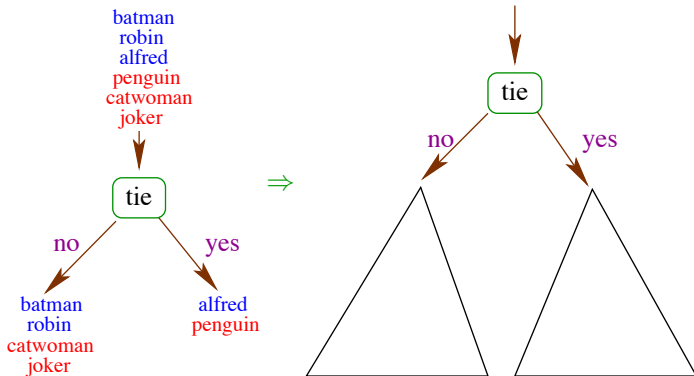 batman
robin
alfred
penguin
catwoman
joker
tie
no
yes
batman
robin
catwoman
joker
alfred
penguin
⇒
tie
no
yes